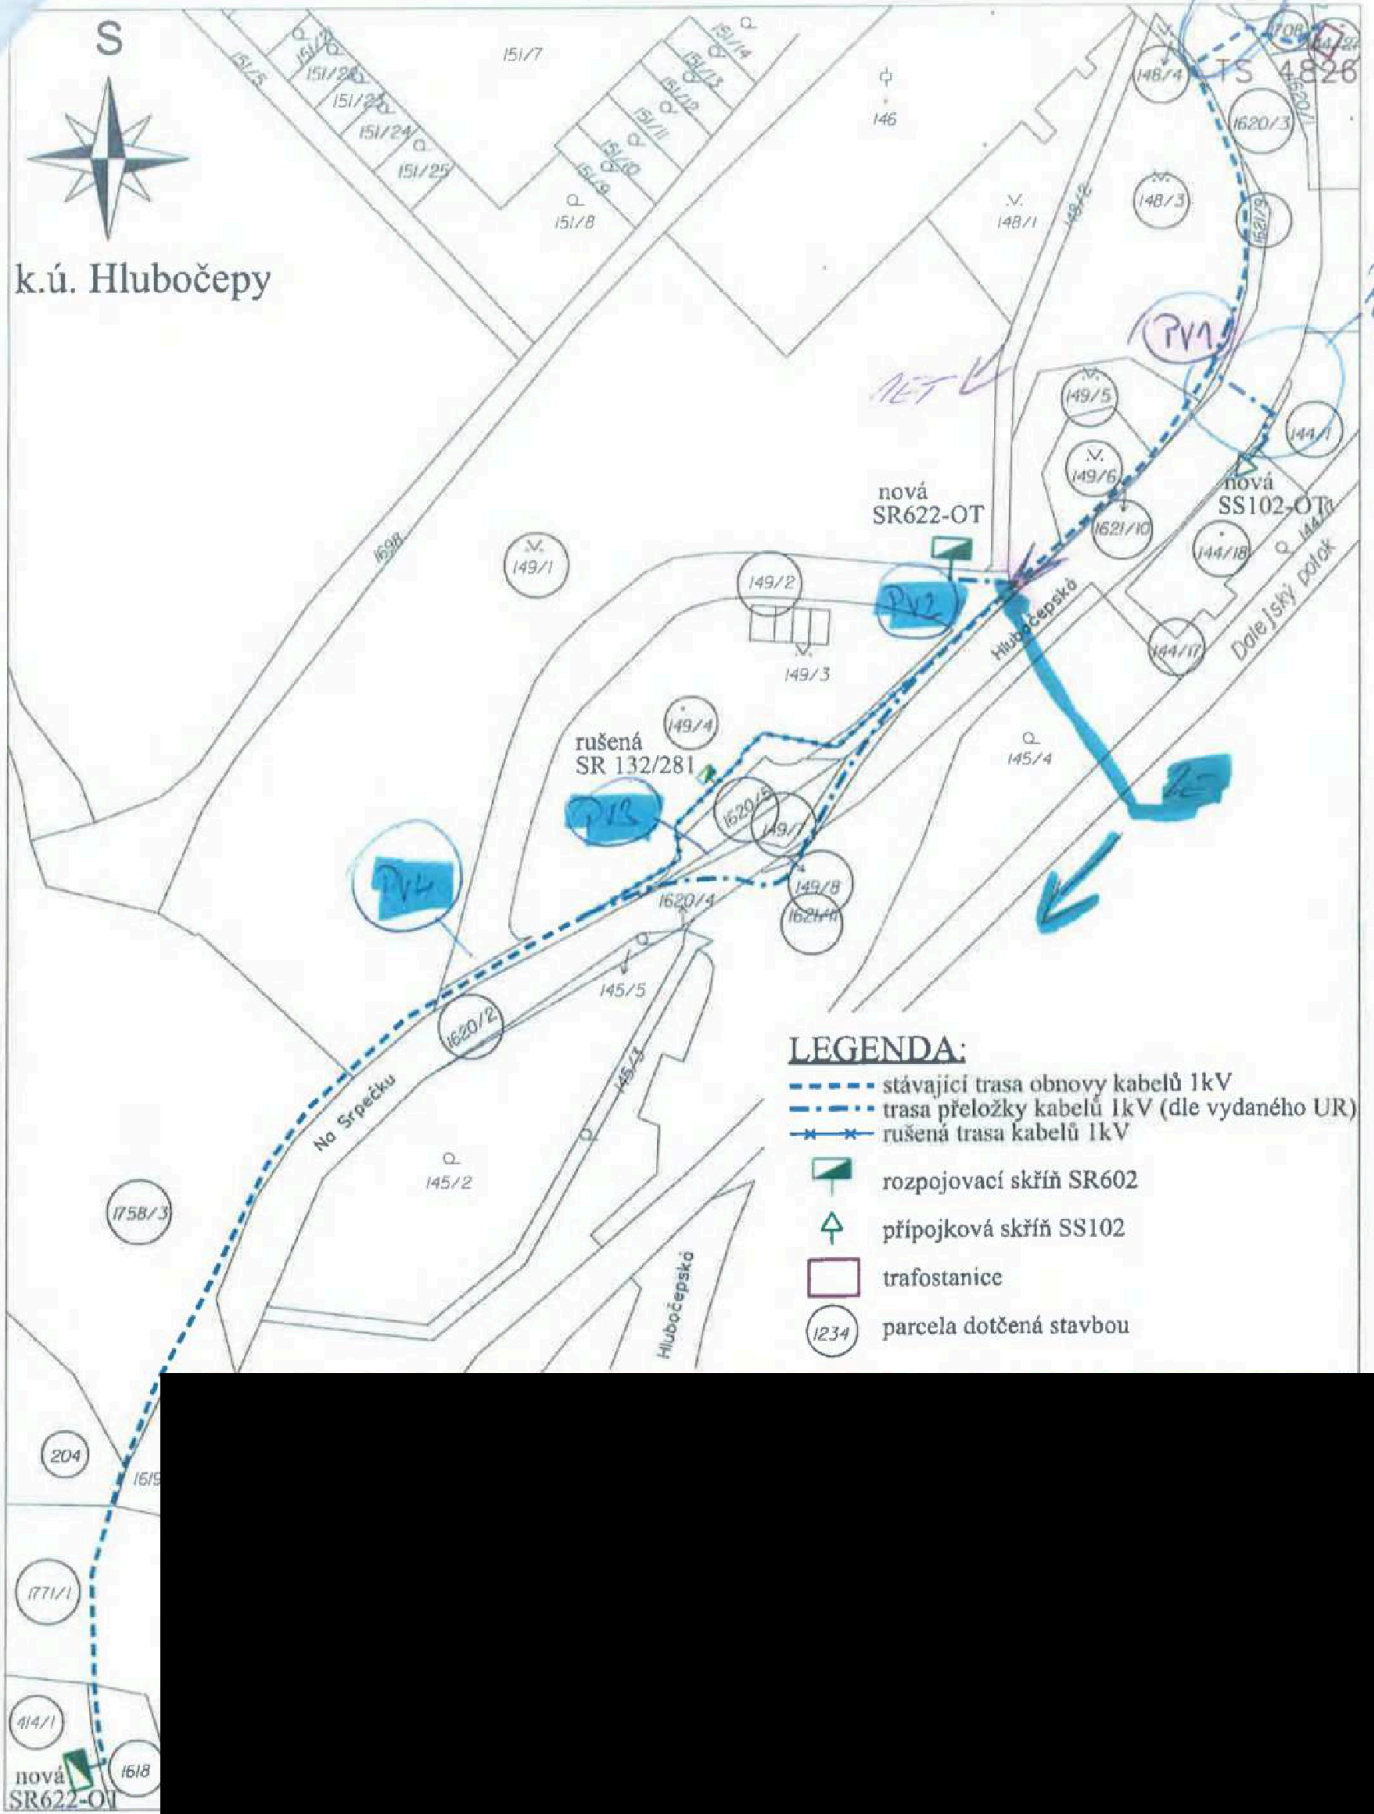 S
k.ú. Hlubočepy
151/5
151/24
151/25
151/7
151/14
151/13
151/12
151/11
151/10
151/9
151/8
146
148/4
TS 4826
1620/1
1620/3
148/3
148/1
148/2
1621/9
PV1
149/5
144/1
149/6
nová
SS102-OT
nová
SR622-OT
1621/10
144/18
1698
149/1
149/2
PV2
Hlubočepská
Dalejský potok
144/17
149/3
149/4
rušená
SR 132/281
145/4
PV3
1620/5
149/7
PV4
149/8
1620/4
1621/11
145/5
1620/2
145/3
Na Srpečku
145/2
1758/3
Hlubočepská
LEGENDA:
stávající trasa obnovy kabelů 1kV
trasa přeložky kabelů 1kV (dle vydaného UR)
rušená trasa kabelů 1kV
rozpojovací skříň SR602
přípojková skříň SS102
trafostanice
1234
parcela dotčená stavbou
204
1619
1771/1
414/1
1618
nová
SR622-OT